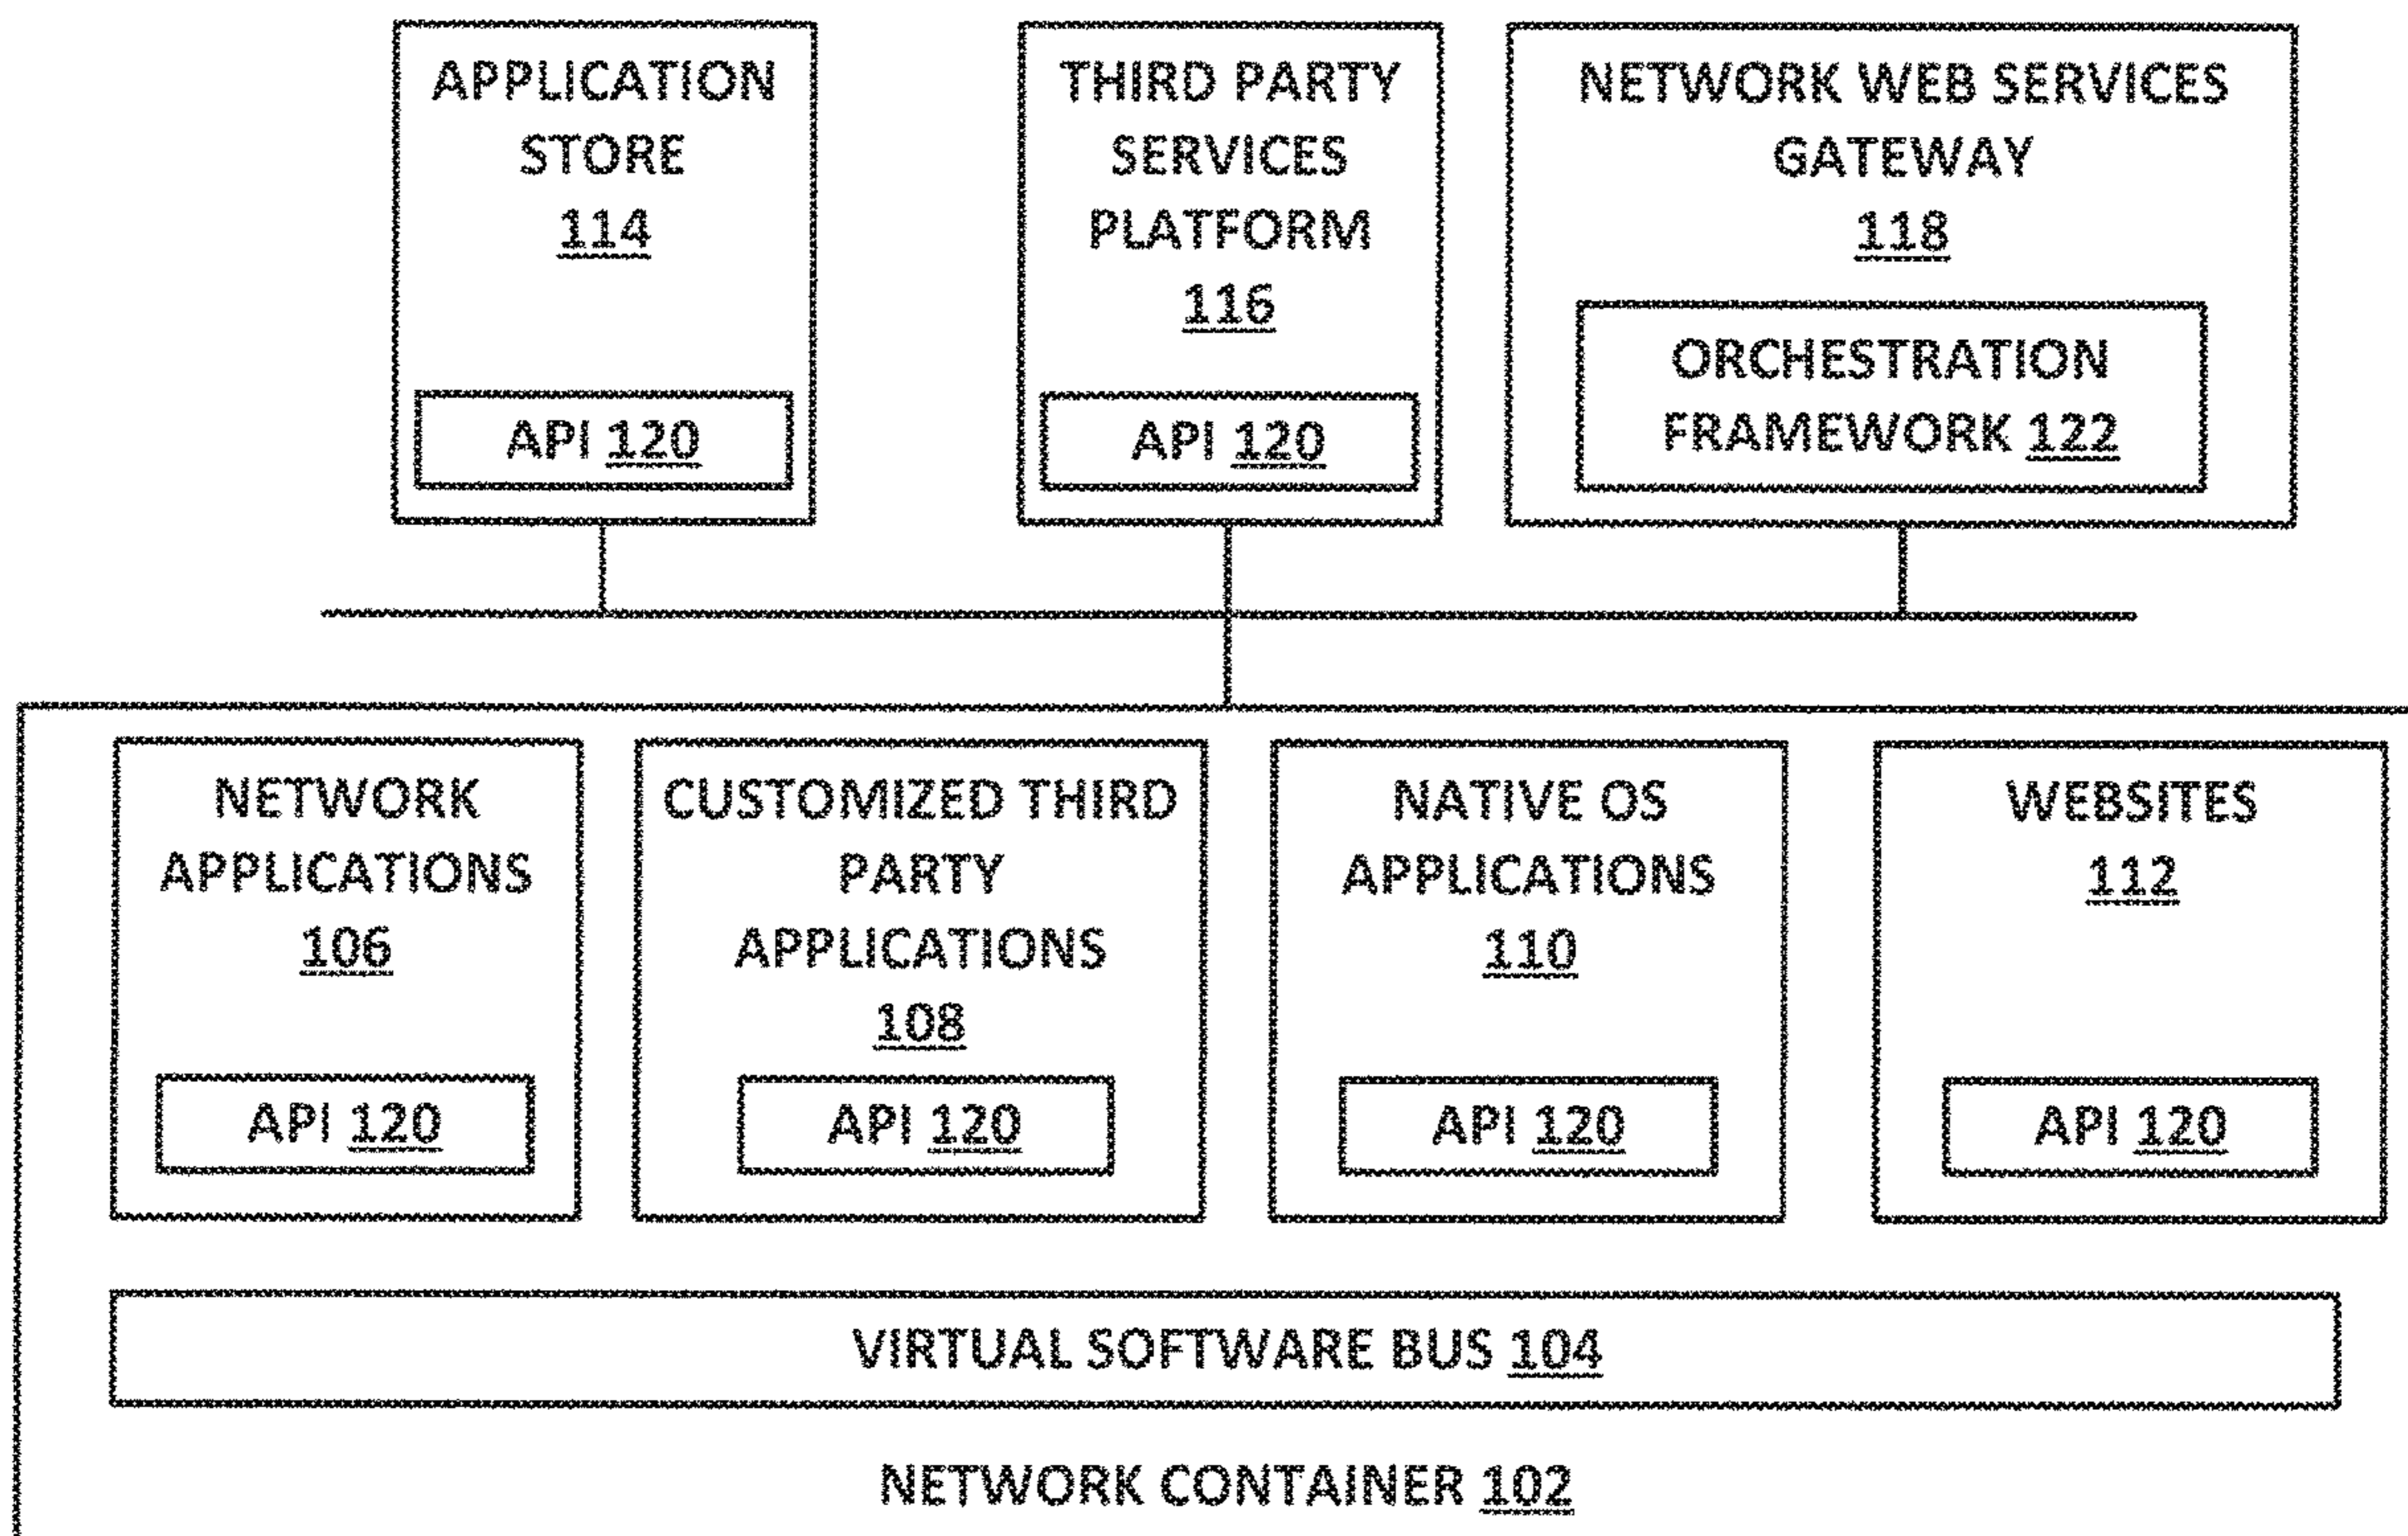 APPLICATION
STORE
114
API 120
THIRD PARTY
SERVICES
PLATFORM
116
API 120
NETWORK WEB SERVICES
GATEWAY
118
ORCHESTRATION
FRAMEWORK 122
NETWORK
APPLICATIONS
106
API 120
CUSTOMIZED THIRD
PARTY
APPLICATIONS
108
API 120
NATIVE OS
APPLICATIONS
110
API 120
WEBSITES
112
API 120
VIRTUAL SOFTWARE BUS 104
NETWORK CONTAINER 102